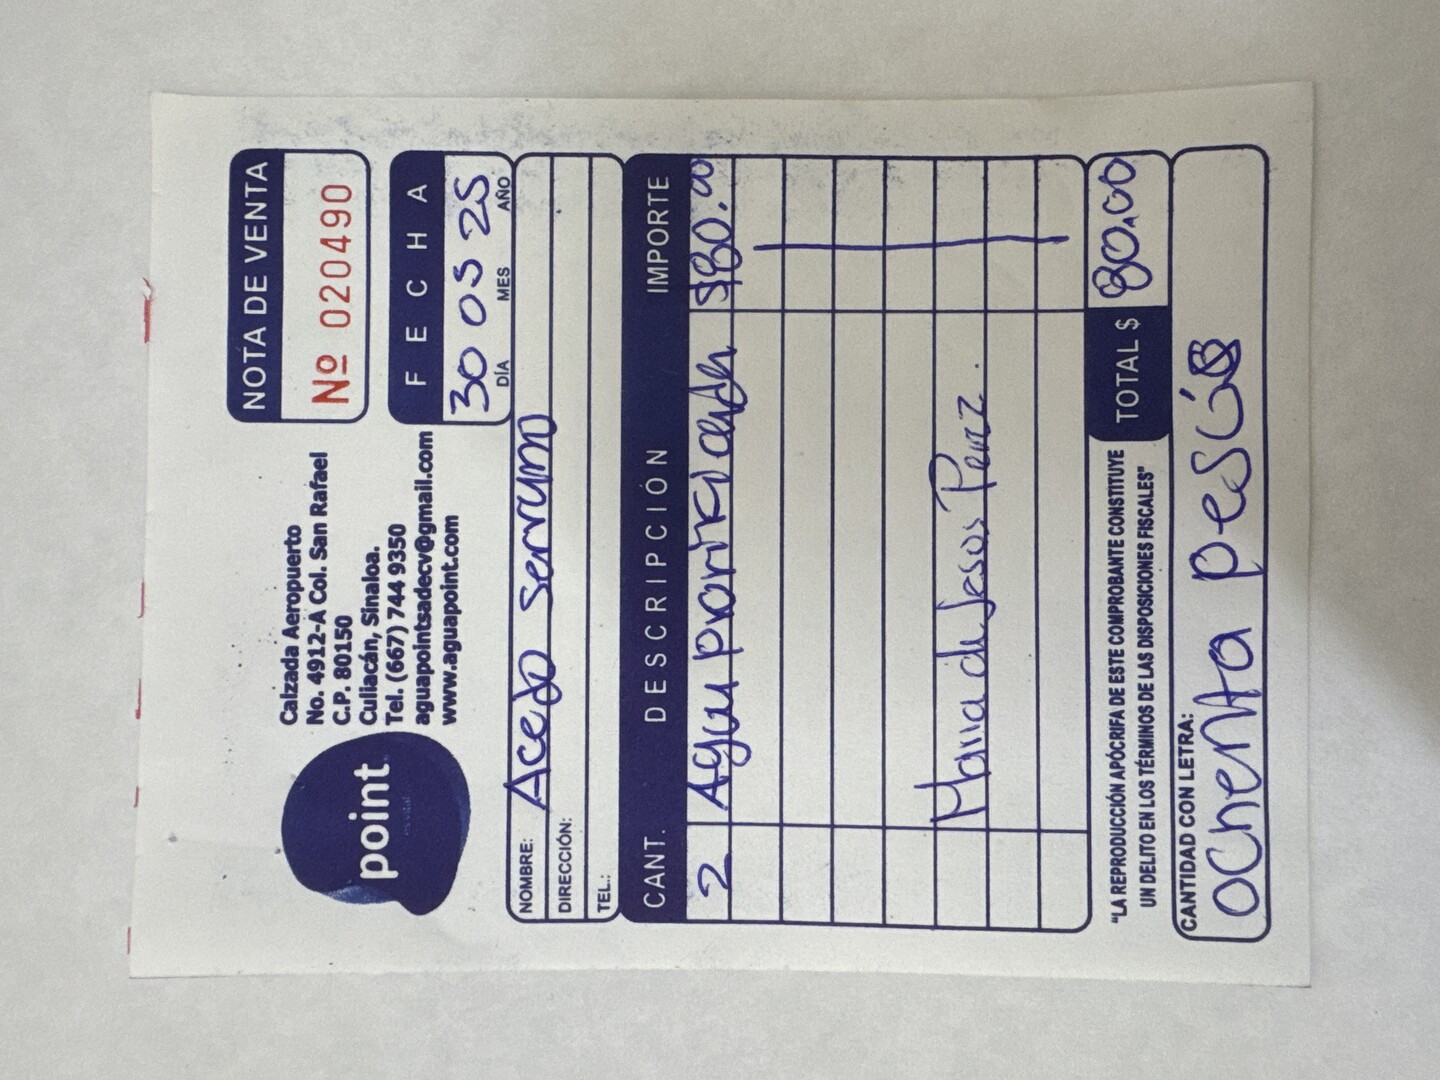 point
Calzada Aeropuerto
No. 4912-A Col. San Rafael
C.P. 80150
Culiacán, Sinaloa.
Tel. (667) 744 9350
aguapointsadecv@gmail.com
www.aguapoint.com
NOTA DE VENTA
Nº 020490
FECHA
30 05 25
DÍA MES AÑO
NOMBRE: Acedo serrano
DIRECCIÓN:
TEL.:
CANT. DESCRIPCIÓN IMPORTE
2 Agua $80.00
Maria de Jesus Perez.
"LA REPRODUCCIÓN APÓCRIFA DE ESTE COMPROBANTE CONSTITUYE
UN DELITO EN LOS TÉRMINOS DE LAS DISPOSICIONES FISCALES"
TOTAL $ 80.00
CANTIDAD CON LETRA:
ochenta pesos